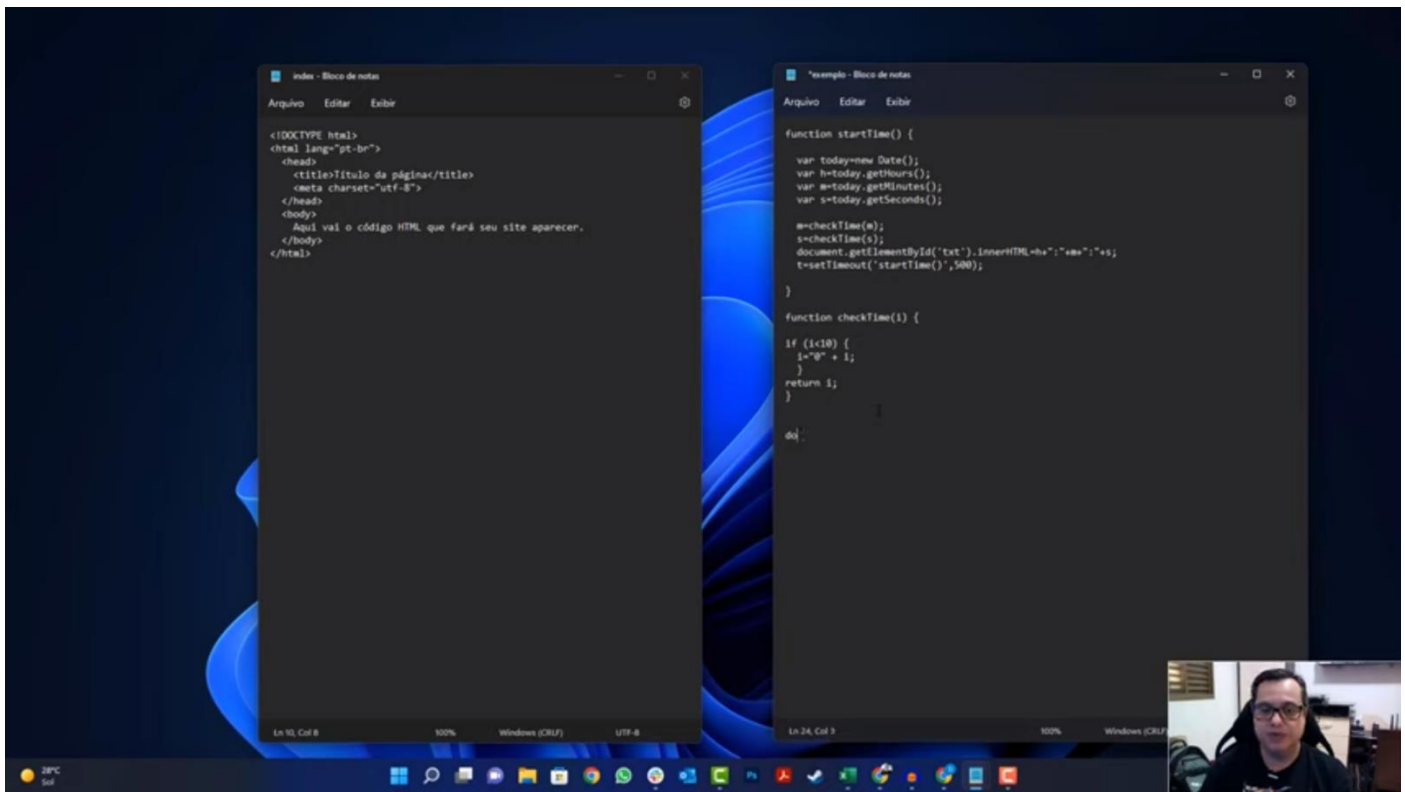 index - Bloco de notas
Arquivo Editar Exibir
<!DOCTYPE html>
<html lang="pt-br">
<head>
<title>Título da página</title>
<meta charset="utf-8">
</head>
<body>
Aqui vai o código HTML que fará seu site aparecer.
</body>
</html>
Ln 10, Col 8 100% Windows (CRLF) UTF-8
*exemplo - Bloco de notas
Arquivo Editar Exibir
function startTime() {
var today=new Date();
var h=today.getHours();
var m=today.getMinutes();
var s=today.getSeconds();
m=checkTime(m);
s=checkTime(s);
document.getElementById('txt').innerHTML=h+":"+m+":"+s;
t=setTimeout('startTime()',500);
}
function checkTime(i) {
if (i<10) {
i="0" + i;
}
return i;
}
do
Ln 24, Col 3 100% Windows (CRLF
28°C
Sol
Ps